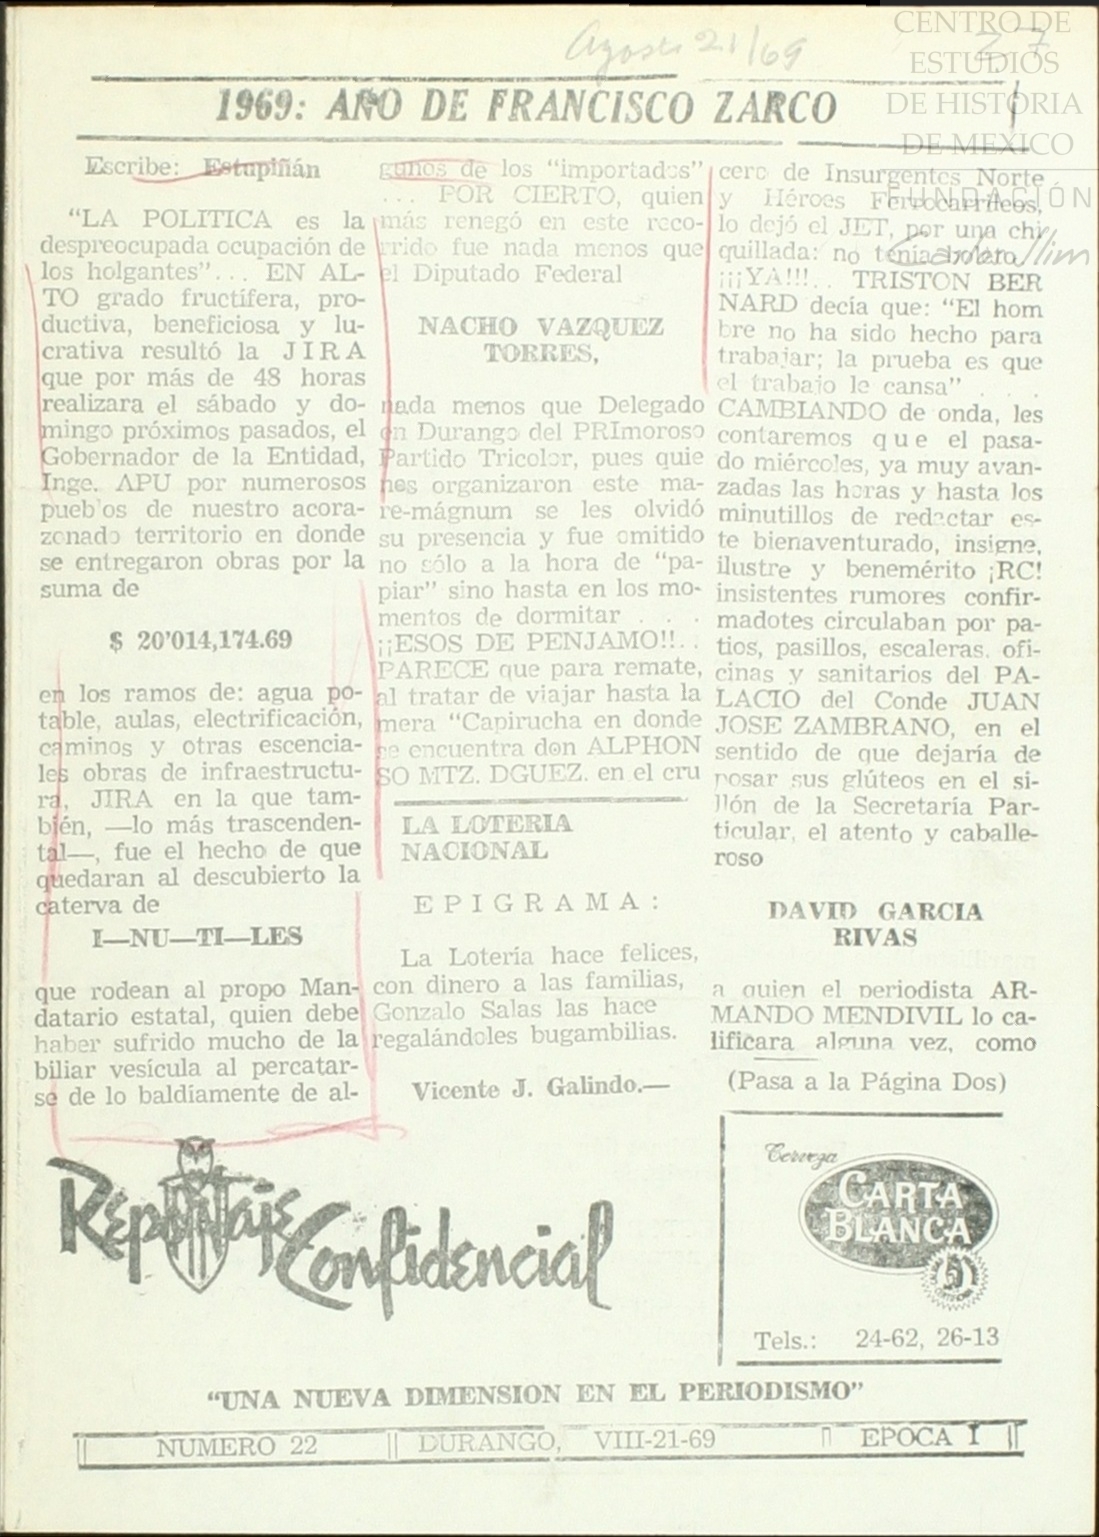 Agosto 21/69
CENTRO DE
ESTUDIOS
DE HISTORIA
DE MEXICO
FUNDACIÓN
Carlos Slim
1969: AÑO DE FRANCISCO ZARCO
Escribe: Estupiñán
“LA POLITICA es la
despreocupada ocupación de
los holgantes”... EN AL-
TO grado fructífera, pro-
ductiva, beneficiosa y lu-
crativa resultó la JIRA
que por más de 48 horas
realizara el sábado y do-
mingo próximos pasados, el
Gobernador de la Entidad,
Inge. APU por numerosos
pueb'os de nuestro acora-
zonado territorio en donde
se entregaron obras por la
suma de
$ 20'014,174.69
en los ramos de: agua po-
table, aulas, electrificación,
caminos y otras escencia-
les obras de infraestructu-
ra, JIRA en la que tam-
bién, —lo más trascenden-
tal—, fue el hecho de que
quedaran al descubierto la
caterva de
I—NU—TI—LES
que rodean al propo Man-
datario estatal, quien debe
haber sufrido mucho de la
biliar vesícula al percatar-
se de lo baldíamente de al-
gunos de los “importados”
... POR CIERTO, quien
más renegó en este reco-
rrido fue nada menos que
el Diputado Federal
NACHO VAZQUEZ
TORRES,
nada menos que Delegado
en Durango del PRImoroso
Partido Tricolor, pues quie
nes organizaron este ma-
re-mágnum se les olvidó
su presencia y fue omitido
no sólo a la hora de “pa-
piar” sino hasta en los mo-
mentos de dormitar . . .
¡¡ESOS DE PENJAMO!!. .
PARECE que para remate,
al tratar de viajar hasta la
mera “Capirucha en donde
se encuentra don ALPHON
SO MTZ. DGUEZ. en el cru
LA LOTERIA
NACIONAL
EPIGRAMA:
La Lotería hace felices,
con dinero a las familias,
Gonzalo Salas las hace
regalándoles bugambilias.
Vicente J. Galindo.—
cero de Insurgentes Norte
y Héroes Ferrocarrileos,
lo dejó el JET, por una chi
quillada: no tenía boleto
¡¡¡YA!!!. . TRISTON BER
NARD decía que: “El hom
bre no ha sido hecho para
trabajar; la prueba es que
el trabajo le cansa” . . .
CAMBIANDO de onda, les
contaremos que el pasa-
do miércoles, ya muy avan-
zadas las horas y hasta los
minutillos de redactar es-
te bienaventurado, insigne,
ilustre y benemérito ¡RC!
insistentes rumores confir-
madotes circulaban por pa-
tios, pasillos, escaleras. ofi-
cinas y sanitarios del PA-
LACIO del Conde JUAN
JOSE ZAMBRANO, en el
sentido de que dejaría de
posar sus glúteos en el si-
llón de la Secretaría Par-
ticular, el atento y caballe-
roso
DAVID GARCIA
RIVAS
a quien el periodista AR-
MANDO MENDIVIL lo ca-
lificara alguna vez, como
(Pasa a la Página Dos)
Reportaje Confidencial
Cerveza
CARTA
BLANCA
Tels.: 24-62, 26-13
“UNA NUEVA DIMENSION EN EL PERIODISMO”
NUMERO 22 || DURANGO, VIII-21-69 || EPOCA I